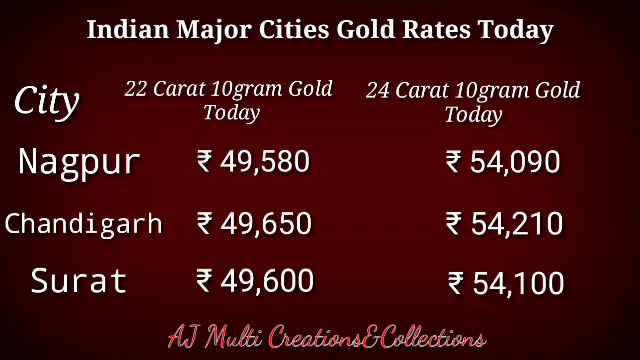 Indian Major Cities Gold Rates Today
City 22 Carat 10gram Gold Today 24 Carat 10gram Gold Today
Nagpur ₹ 49,580 ₹ 54,090
Chandigarh ₹ 49,650 ₹ 54,210
Surat ₹ 49,600 ₹ 54,100
AJ Multi Creations&Collections